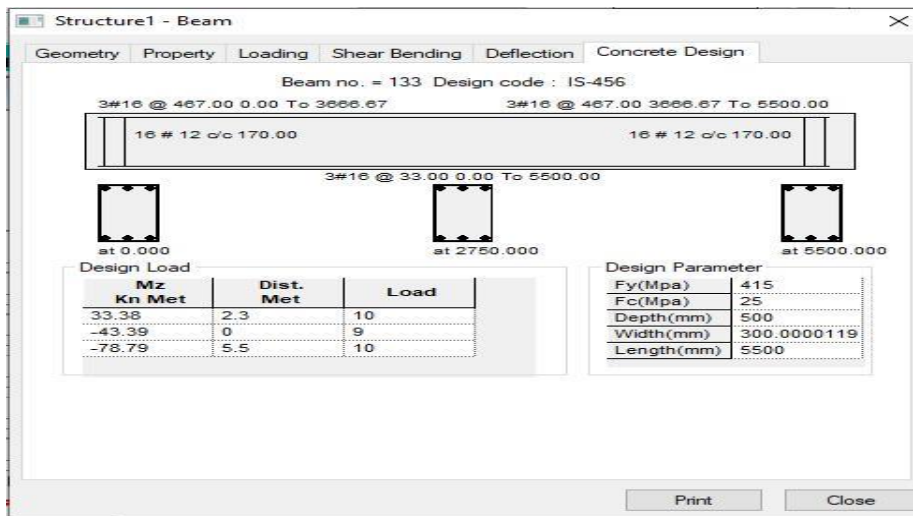 Structure1 - Beam
Geometry Property Loading Shear Bending Deflection Concrete Design
Beam no. = 133 Design code : IS-456
3#16 @ 467.00 0.00 To 3666.67 3#16 @ 467.00 3666.67 To 5500.00
16 # 12 c/c 170.00 16 # 12 c/c 170.00
3#16 @ 33.00 0.00 To 5500.00
at 0.000 at 2750.000 at 5500.000
Design Load Design Parameter
Mz Dist. Load
Kn Met Met
33.38 2.3 10
-43.39 0 9
-78.79 5.5 10
Fy(Mpa) 415
Fc(Mpa) 25
Depth(mm) 500
Width(mm) 300.0000119
Length(mm) 5500
Print Close